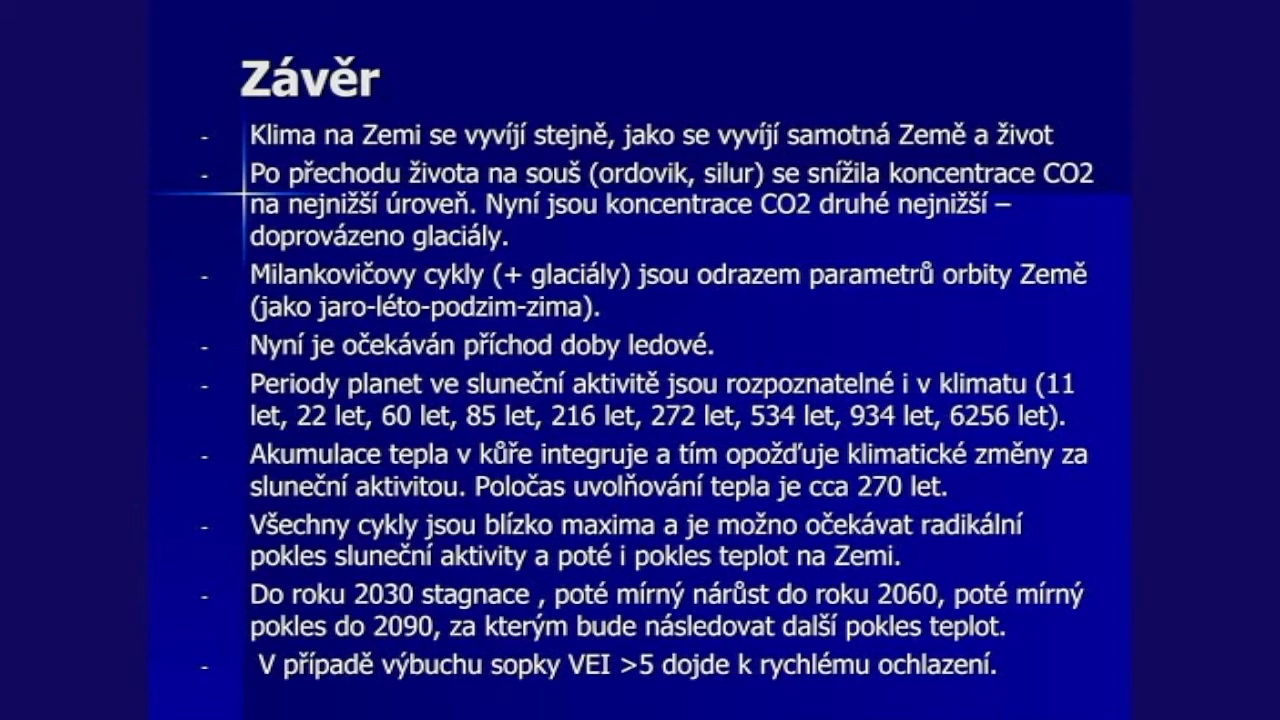 Závěr
- Klima na Zemi se vyvíjí stejně, jako se vyvíjí samotná Země a život
- Po přechodu života na souš (ordovik, silur) se snížila koncentrace CO2
na nejnižší úroveň. Nyní jsou koncentrace CO2 druhé nejnižší –
doprovázeno glaciály.
- Milankovičovy cykly (+ glaciály) jsou odrazem parametrů orbity Země
(jako jaro-léto-podzim-zima).
- Nyní je očekáván příchod doby ledové.
- Periody planet ve sluneční aktivitě jsou rozpoznatelné i v klimatu (11
let, 22 let, 60 let, 85 let, 216 let, 272 let, 534 let, 934 let, 6256 let).
- Akumulace tepla v kůře integruje a tím opožďuje klimatické změny za
sluneční aktivitou. Poločas uvolňování tepla je cca 270 let.
- Všechny cykly jsou blízko maxima a je možno očekávat radikální
pokles sluneční aktivity a poté i pokles teplot na Zemi.
- Do roku 2030 stagnace , poté mírný nárůst do roku 2060, poté mírný
pokles do 2090, za kterým bude následovat další pokles teplot.
- V případě výbuchu sopky VEI >5 dojde k rychlému ochlazení.